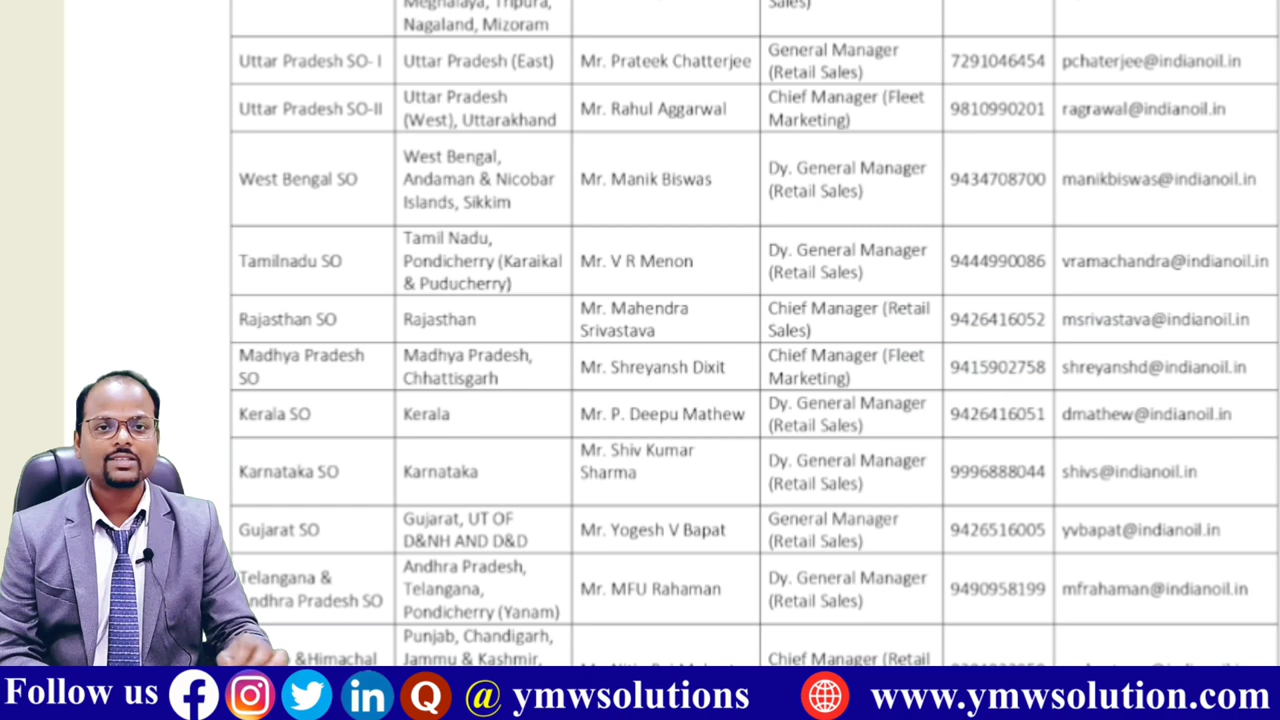 Meghalaya, Tripura,
Nagaland, Mizoram
Sales)
Uttar Pradesh SO- I
Uttar Pradesh (East)
Mr. Prateek Chatterjee
General Manager
(Retail Sales)
7291046454
pchaterjee@indianoil.in
Uttar Pradesh SO-II
Uttar Pradesh
(West), Uttarakhand
Mr. Rahul Aggarwal
Chief Manager (Fleet
Marketing)
9810990201
ragrawal@indianoil.in
West Bengal SO
West Bengal,
Andaman & Nicobar
Islands, Sikkim
Mr. Manik Biswas
Dy. General Manager
(Retail Sales)
9434708700
manikbiswas@indianoil.in
Tamilnadu SO
Tamil Nadu,
Pondicherry (Karaikal
& Puducherry)
Mr. V R Menon
Dy. General Manager
(Retail Sales)
9444990086
vramachandra@indianoil.in
Rajasthan SO
Rajasthan
Mr. Mahendra
Srivastava
Chief Manager (Retail
Sales)
9426416052
msrivastava@indianoil.in
Madhya Pradesh
SO
Madhya Pradesh,
Chhattisgarh
Mr. Shreyansh Dixit
Chief Manager (Fleet
Marketing)
9415902758
shreyanshd@indianoil.in
Kerala SO
Kerala
Mr. P. Deepu Mathew
Dy. General Manager
(Retail Sales)
9426416051
dmathew@indianoil.in
Karnataka SO
Karnataka
Mr. Shiv Kumar
Sharma
Dy. General Manager
(Retail Sales)
9996888044
shivs@indianoil.in
Gujarat SO
Gujarat, UT OF
D&NH AND D&D
Mr. Yogesh V Bapat
General Manager
(Retail Sales)
9426516005
yvbapat@indianoil.in
Telangana &
Andhra Pradesh SO
Andhra Pradesh,
Telangana,
Pondicherry (Yanam)
Mr. MFU Rahaman
Dy. General Manager
(Retail Sales)
9490958199
mfrahaman@indianoil.in
& Himachal
Punjab, Chandigarh,
Jammu & Kashmir,
Chief Manager (Retail
Follow us
@ ymwsolutions
www.ymwsolution.com